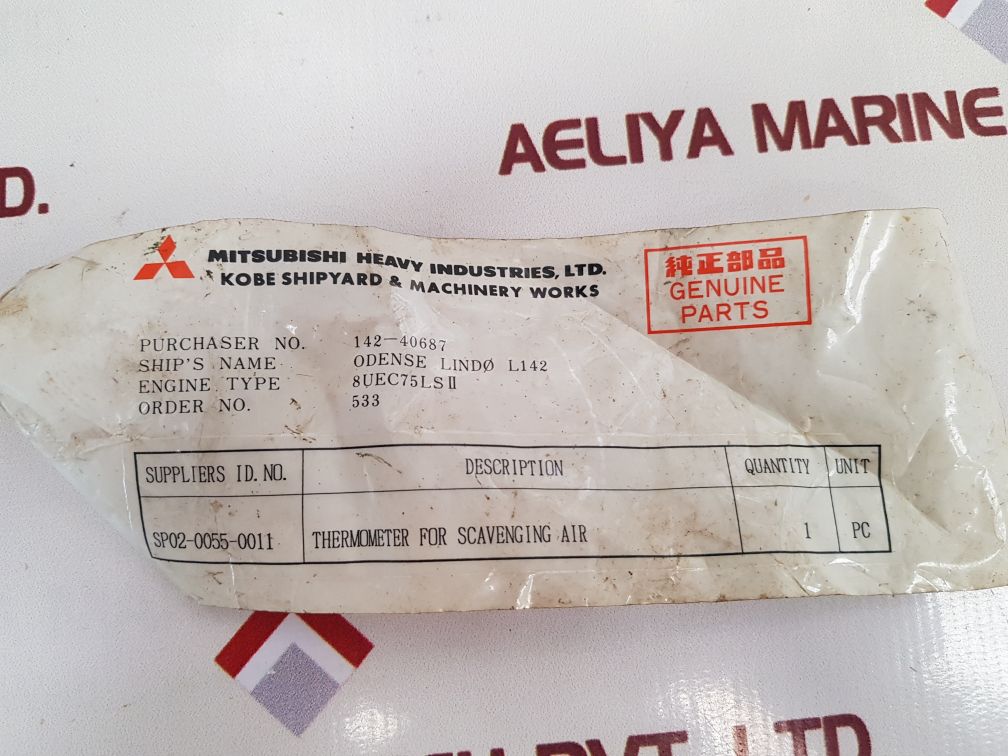 AELIYA MARINE
D.
MITSUBISHI HEAVY INDUSTRIES, LTD.
KOBE SHIPYARD & MACHINERY WORKS
純正部品
GENUINE
PARTS
PURCHASER NO. 142-40687
SHIP'S NAME ODENSE LINDØ L142
ENGINE TYPE 8UEC75LSⅡ
ORDER NO. 533
SUPPLIERS ID. NO. DESCRIPTION QUANTITY UNIT
SP02-0055-0011 THERMOMETER FOR SCAVENGING AIR 1 PC
PVT. LTD